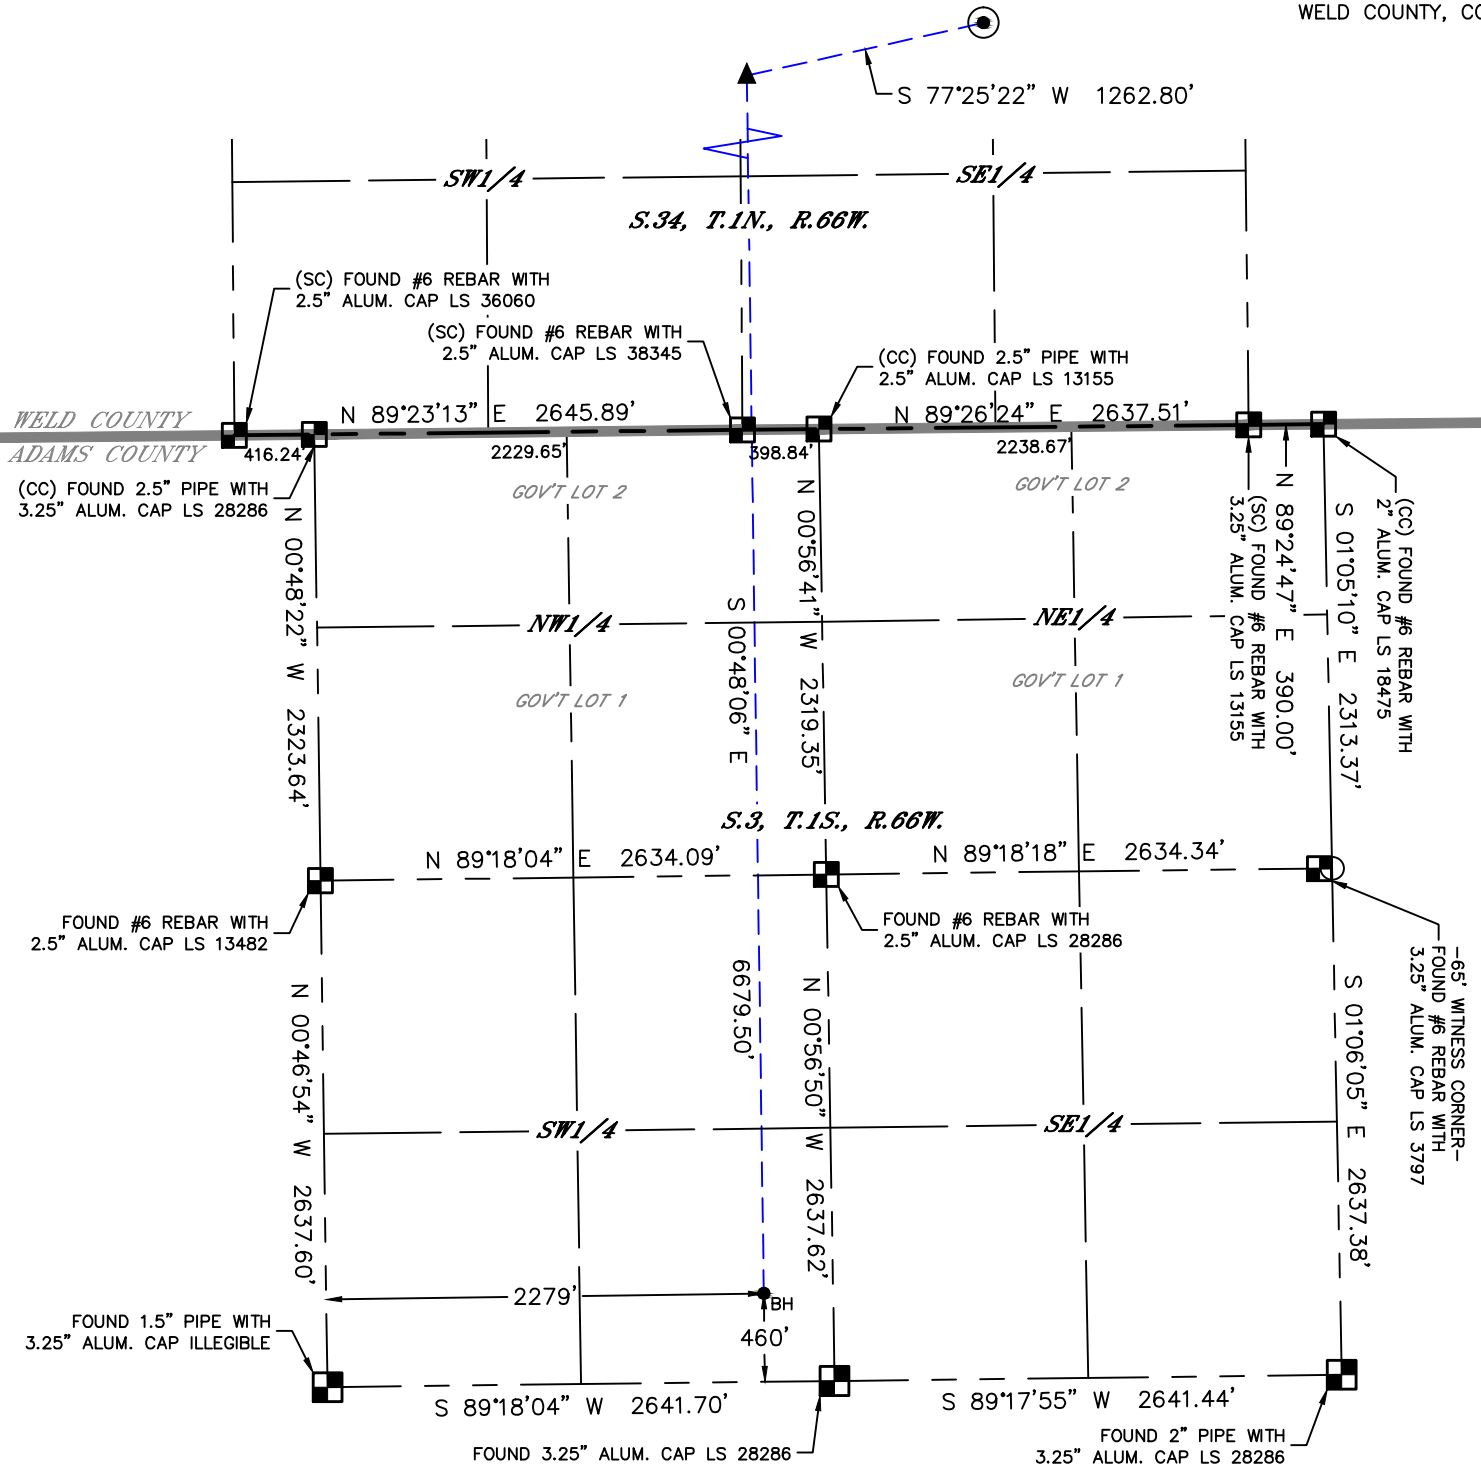 WELD COUNTY, CO
S 77°25'22" W 1262.80'
SW1/4
SE1/4
S.34, T.1N., R.66W.
(SC) FOUND #6 REBAR WITH
2.5" ALUM. CAP LS 36060
(SC) FOUND #6 REBAR WITH
2.5" ALUM. CAP LS 38345
(CC) FOUND 2.5" PIPE WITH
2.5" ALUM. CAP LS 13155
WELD COUNTY
N 89°23'13" E 2645.89'
N 89°26'24" E 2637.51'
ADAMS COUNTY
416.24'
2229.65'
398.84'
2238.67'
(CC) FOUND 2.5" PIPE WITH
3.25" ALUM. CAP LS 28286
GOV'T LOT 2
GOV'T LOT 2
N 00°48'22" W 2323.64'
S 00°48'06" E
N 00°56'41" W 2319.35'
(SC) FOUND #6 REBAR WITH
3.25" ALUM. CAP LS 13155
N 89°24'47" E 390.00'
S 01°05'10" E 2313.37'
(CC) FOUND #6 REBAR WITH
2" ALUM. CAP LS 18475
NW1/4
NE1/4
GOV'T LOT 1
GOV'T LOT 1
S.3, T.1S., R.66W.
N 89°18'04" E 2634.09'
N 89°18'18" E 2634.34'
FOUND #6 REBAR WITH
2.5" ALUM. CAP LS 13482
FOUND #6 REBAR WITH
2.5" ALUM. CAP LS 28286
-65' WITNESS CORNER-
FOUND #6 REBAR WITH
3.25" ALUM. CAP LS 3797
N 00°46'54" W 2637.60'
6679.50'
N 00°56'50" W 2637.62'
S 01°06'05" E 2637.38'
SW1/4
SE1/4
2279'
BH
460'
FOUND 1.5" PIPE WITH
3.25" ALUM. CAP ILLEGIBLE
S 89°18'04" W 2641.70'
S 89°17'55" W 2641.44'
FOUND 3.25" ALUM. CAP LS 28286
FOUND 2" PIPE WITH
3.25" ALUM. CAP LS 28286